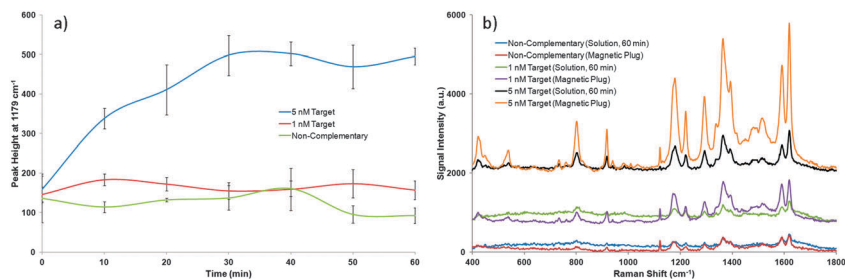 a)
Peak Height at 1179 cm⁻¹
600
500
400
300
200
100
0
5 nM Target
1 nM Target
Non-Complementary
0 10 20 30 40 50 60
Time (min)
b)
Signal Intensity (a.u.)
6000
4000
2000
0
Non-Complementary (Solution, 60 min)
Non-Complementary (Magnetic Plug)
1 nM Target (Solution, 60 min)
1 nM Target (Magnetic Plug)
5 nM Target (Solution, 60 min)
5 nM Target (Magnetic Plug)
400 600 800 1000 1200 1400 1600 1800
Raman Shift (cm⁻¹)